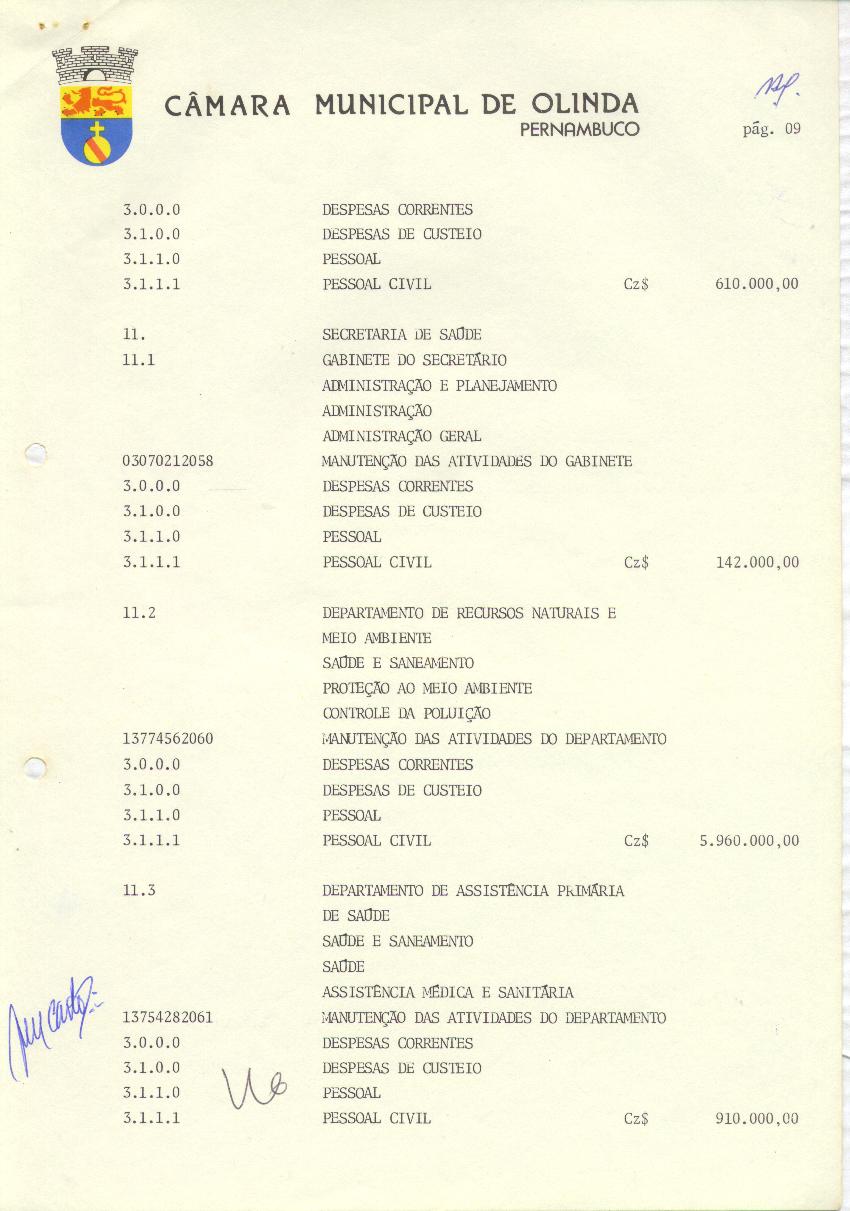 CÂMARA MUNICIPAL DE OLINDA
PERNAMBUCO
pág. 09
3.0.0.0 DESPESAS CORRENTES
3.1.0.0 DESPESAS DE CUSTEIO
3.1.1.0 PESSOAL
3.1.1.1 PESSOAL CIVIL Cz$ 610.000,00
11. SECRETARIA DE SAÚDE
11.1 GABINETE DO SECRETÁRIO
ADMINISTRAÇÃO E PLANEJAMENTO
ADMINISTRAÇÃO
ADMINISTRAÇÃO GERAL
03070212058 MANUTENÇÃO DAS ATIVIDADES DO GABINETE
3.0.0.0 DESPESAS CORRENTES
3.1.0.0 DESPESAS DE CUSTEIO
3.1.1.0 PESSOAL
3.1.1.1 PESSOAL CIVIL Cz$ 142.000,00
11.2 DEPARTAMENTO DE RECURSOS NATURAIS E
MEIO AMBIENTE
SAÚDE E SANEAMENTO
PROTEÇÃO AO MEIO AMBIENTE
CONTROLE DA POLUIÇÃO
13774562060 MANUTENÇÃO DAS ATIVIDADES DO DEPARTAMENTO
3.0.0.0 DESPESAS CORRENTES
3.1.0.0 DESPESAS DE CUSTEIO
3.1.1.0 PESSOAL
3.1.1.1 PESSOAL CIVIL Cz$ 5.960.000,00
11.3 DEPARTAMENTO DE ASSISTÊNCIA PRIMÁRIA
DE SAÚDE
SAÚDE E SANEAMENTO
SAÚDE
ASSISTÊNCIA MÉDICA E SANITÁRIA
13754282061 MANUTENÇÃO DAS ATIVIDADES DO DEPARTAMENTO
3.0.0.0 DESPESAS CORRENTES
3.1.0.0 DESPESAS DE CUSTEIO
3.1.1.0 PESSOAL
3.1.1.1 PESSOAL CIVIL Cz$ 910.000,00